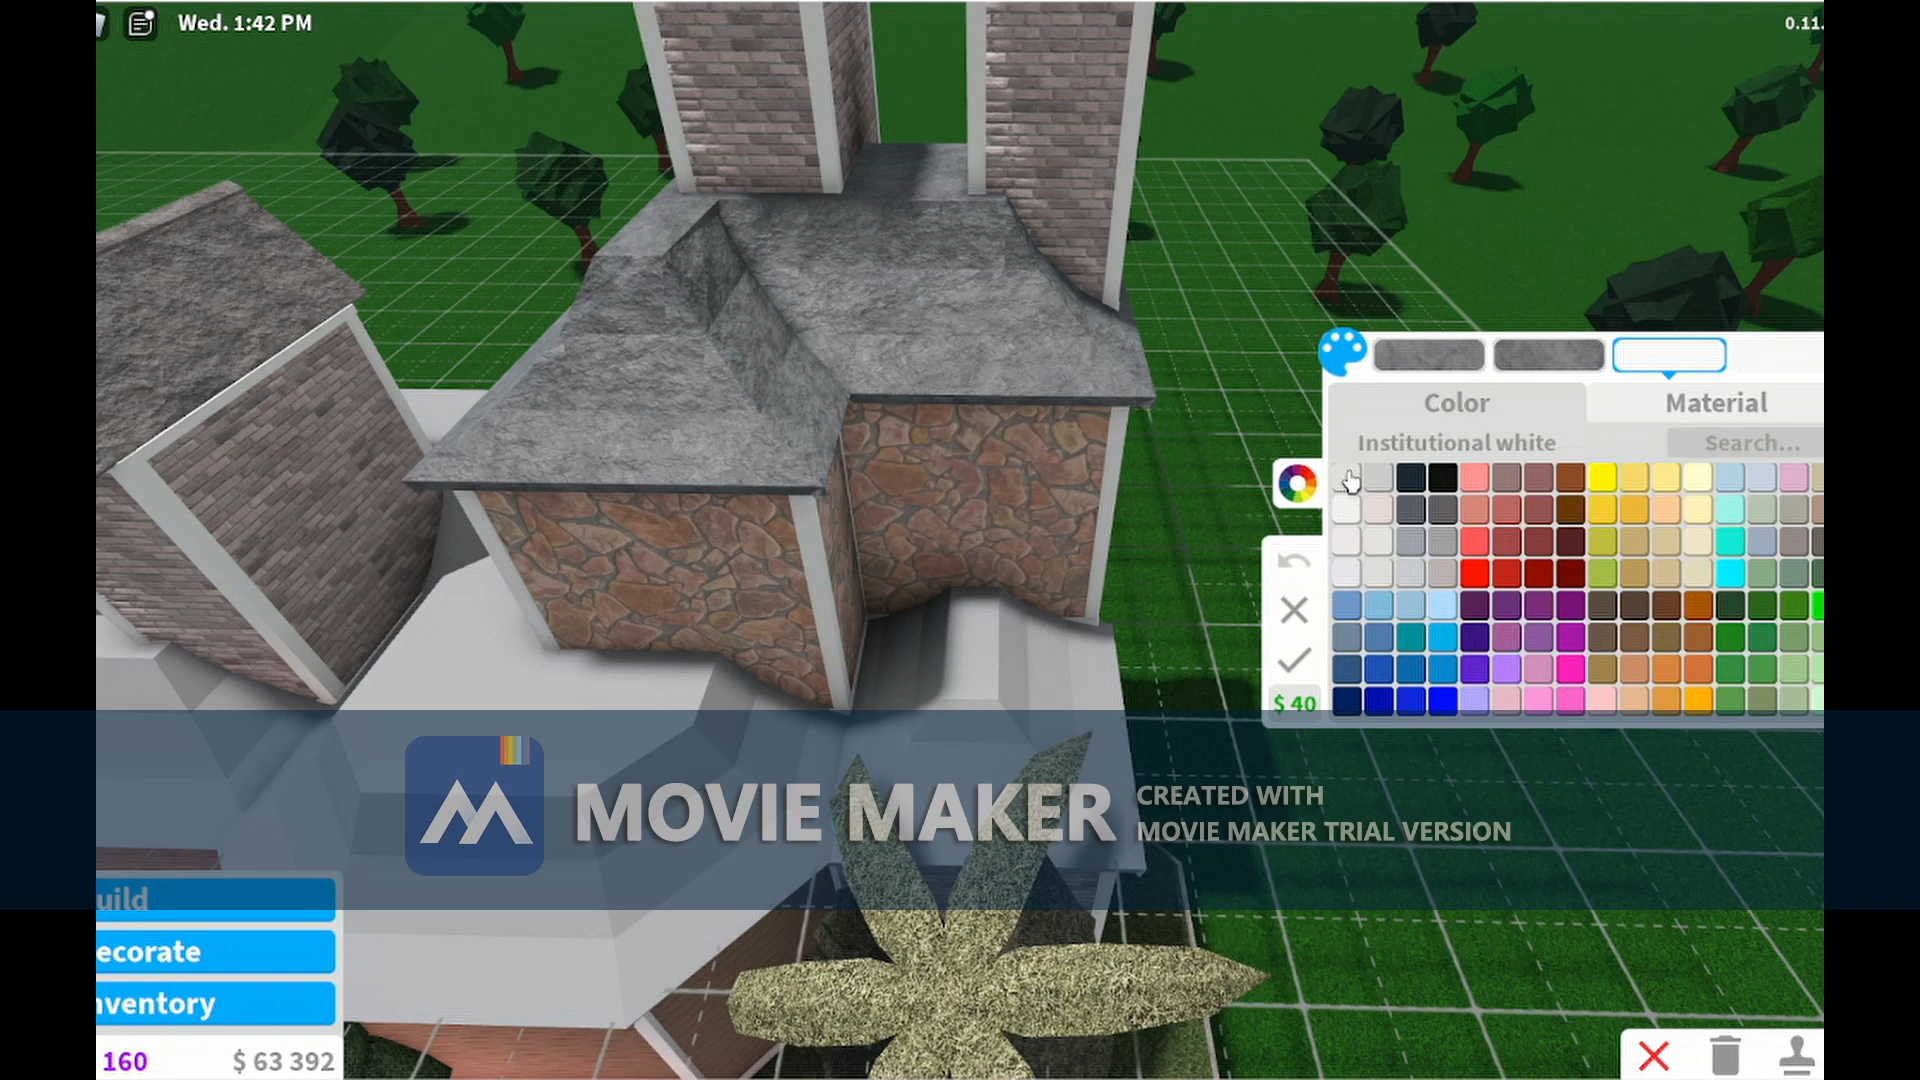 Wed. 1:42 PM
0.11.
Color
Material
Institutional white
Search...
$ 40
MOVIE MAKER
CREATED WITH
MOVIE MAKER TRIAL VERSION
uild
ecorate
nventory
160
$ 63 392